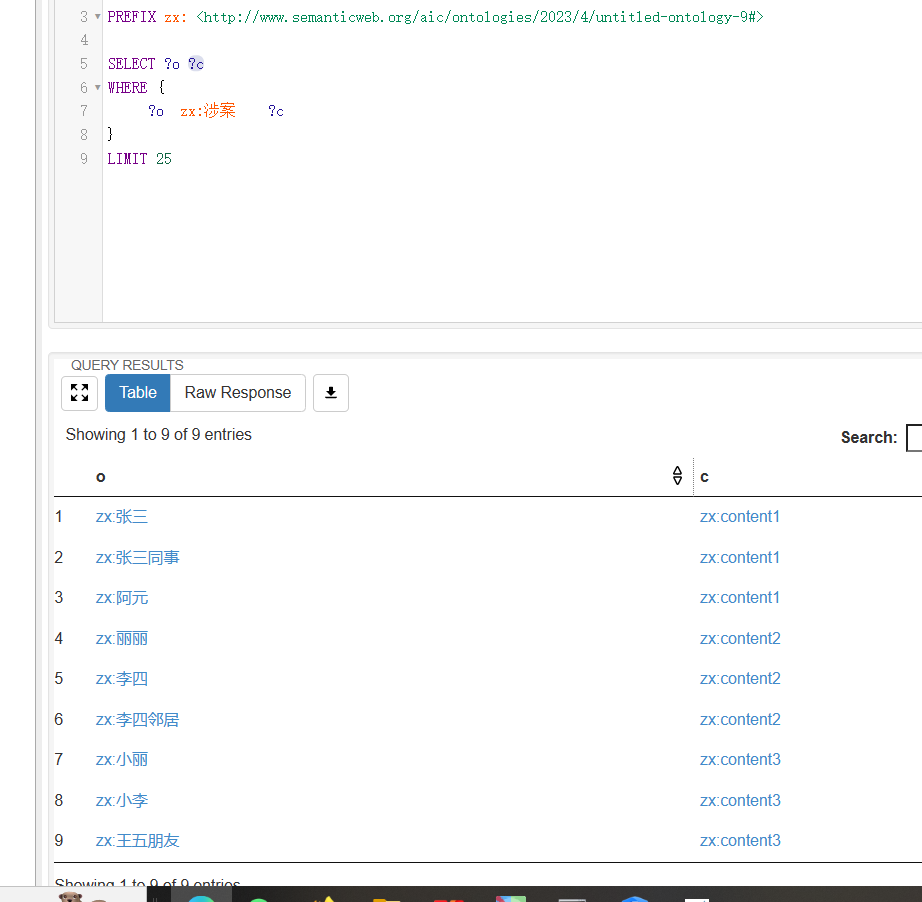 3 PREFIX zx: <http://www.semanticweb.org/aic/ontologies/2023/4/untitled-ontology-9#>
4
5 SELECT ?o ?c
6 WHERE {
7 ?o zx:涉案 ?c
8 }
9 LIMIT 25
QUERY RESULTS
Table Raw Response
Showing 1 to 9 of 9 entries
Search:
o c
1 zx:张三 zx:content1
2 zx:张三同事 zx:content1
3 zx:阿元 zx:content1
4 zx:丽丽 zx:content2
5 zx:李四 zx:content2
6 zx:李四邻居 zx:content2
7 zx:小丽 zx:content3
8 zx:小李 zx:content3
9 zx:王五朋友 zx:content3
Showing 1 to 9 of 9 entries